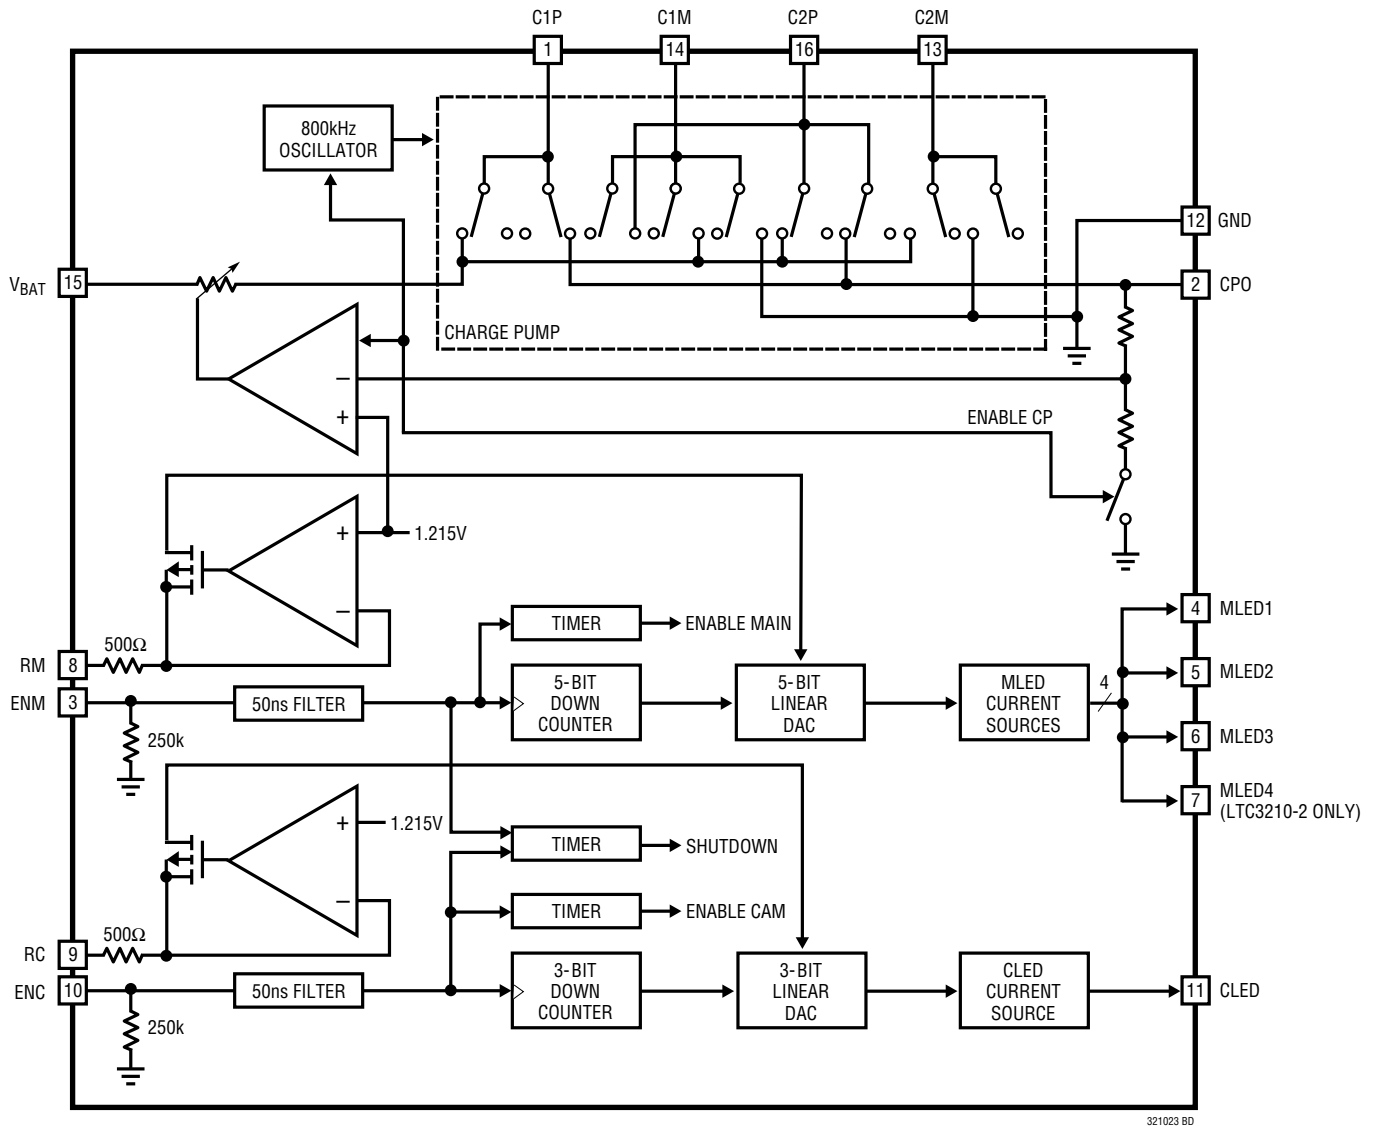 C1P
C1M
C2P
C2M
1
14
16
13
800kHz
OSCILLATOR
12
GND
VBAT
15
2
CPO
CHARGE PUMP
–
+
ENABLE CP
+
1.215V
–
4
MLED1
TIMER
ENABLE MAIN
500Ω
RM
8
5
MLED2
ENM
3
50ns FILTER
5-BIT
DOWN
COUNTER
5-BIT
LINEAR
DAC
MLED
CURRENT
SOURCES
4
250k
6
MLED3
7
MLED4
(LTC3210-2 ONLY)
+
1.215V
TIMER
SHUTDOWN
–
TIMER
ENABLE CAM
500Ω
RC
9
ENC
10
50ns FILTER
3-BIT
DOWN
COUNTER
3-BIT
LINEAR
DAC
CLED
CURRENT
SOURCE
11
CLED
250k
321023 BD